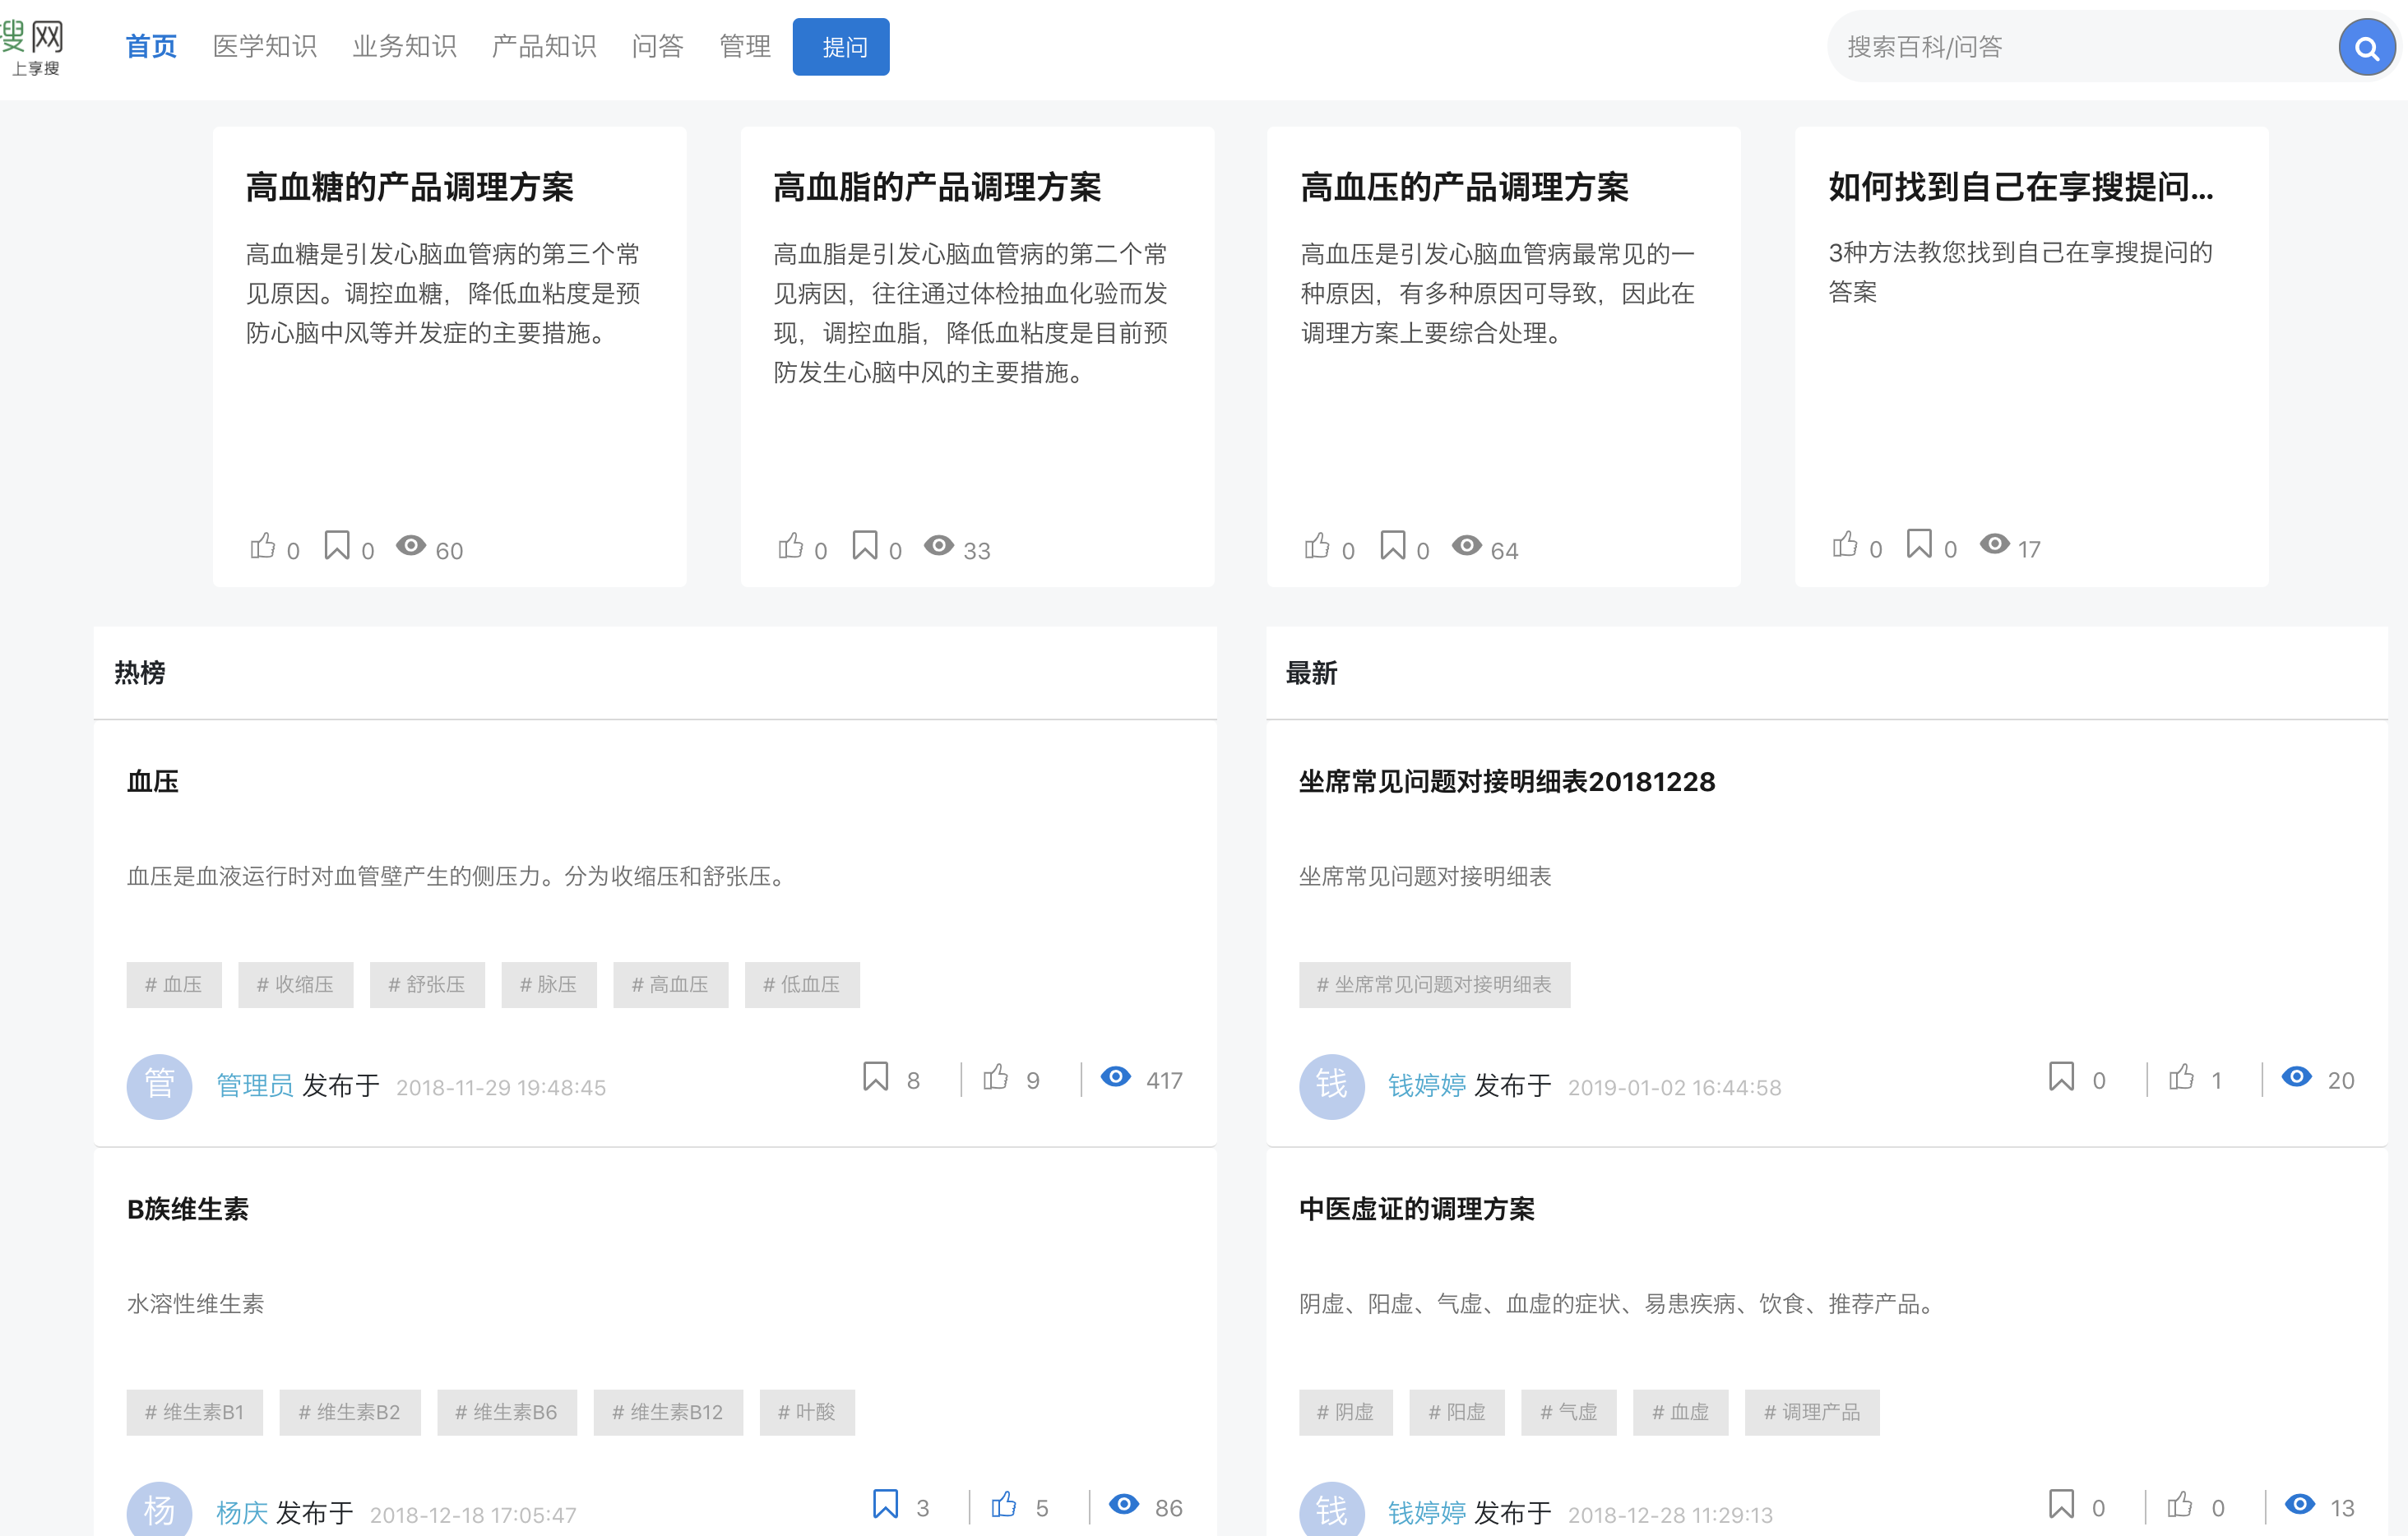 搜网
上享搜
首页 医学知识 业务知识 产品知识 问答 管理 提问
搜索百科/问答
高血糖的产品调理方案
高血糖是引发心脑血管病的第三个常
见原因。调控血糖，降低血粘度是预
防心脑中风等并发症的主要措施。
0 0 60
高血脂的产品调理方案
高血脂是引发心脑血管病的第二个常
见病因，往往通过体检抽血化验而发
现，调控血脂，降低血粘度是目前预
防发生心脑中风的主要措施。
0 0 33
高血压的产品调理方案
高血压是引发心脑血管病最常见的一
种原因，有多种原因可导致，因此在
调理方案上要综合处理。
0 0 64
如何找到自己在享搜提问...
3种方法教您找到自己在享搜提问的
答案
0 0 17
热榜
血压
血压是血液运行时对血管壁产生的侧压力。分为收缩压和舒张压。
# 血压 # 收缩压 # 舒张压 # 脉压 # 高血压 # 低血压
管 管理员 发布于 2018-11-29 19:48:45 8 9 417
B族维生素
水溶性维生素
# 维生素B1 # 维生素B2 # 维生素B6 # 维生素B12 # 叶酸
杨 杨庆 发布于 2018-12-18 17:05:47 3 5 86
最新
坐席常见问题对接明细表20181228
坐席常见问题对接明细表
# 坐席常见问题对接明细表
钱 钱婷婷 发布于 2019-01-02 16:44:58 0 1 20
中医虚证的调理方案
阴虚、阳虚、气虚、血虚的症状、易患疾病、饮食、推荐产品。
# 阴虚 # 阳虚 # 气虚 # 血虚 # 调理产品
钱 钱婷婷 发布于 2018-12-28 11:29:13 0 0 13